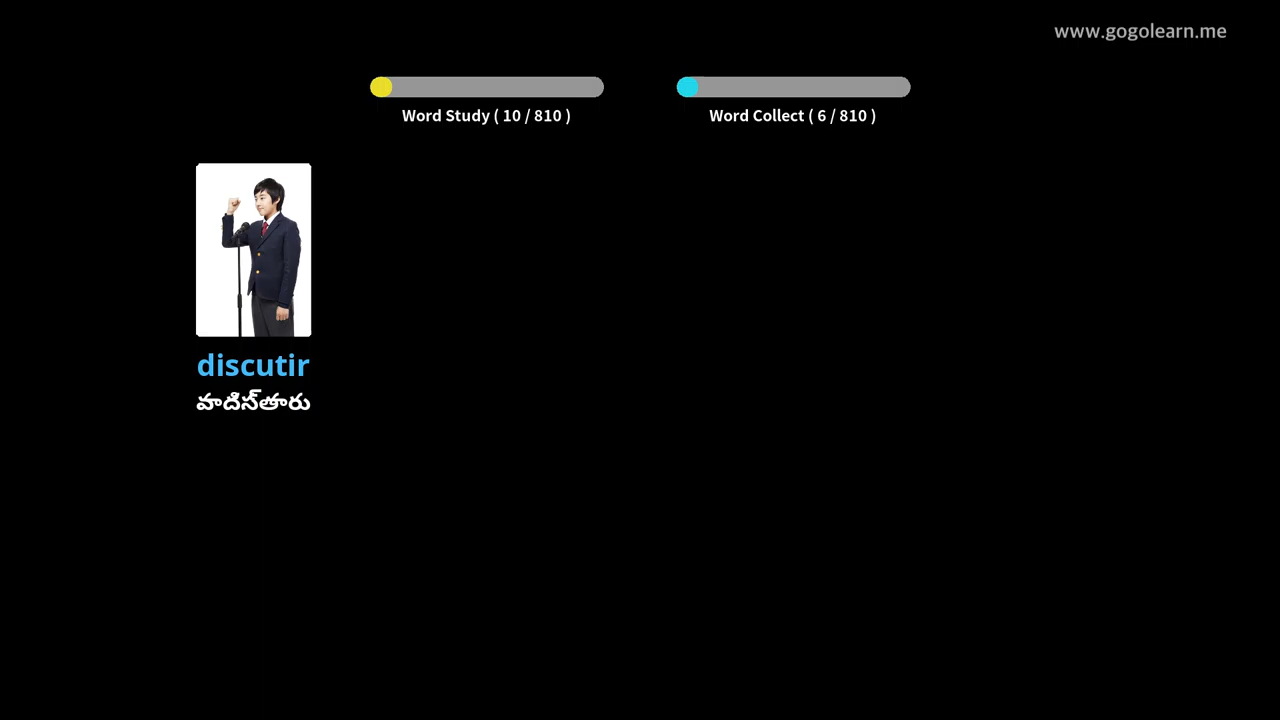 www.gogolearn.me
Word Study ( 10 / 810 )
Word Collect ( 6 / 810 )
discutir
వాదిస్‌తారు